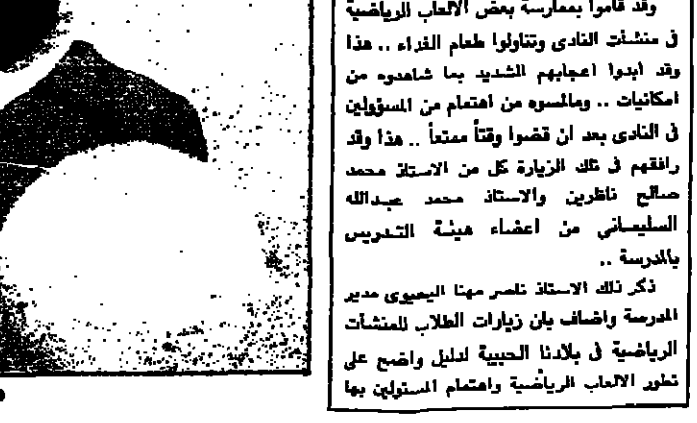 وقد قاموا بممارسة بعض الالعاب الرياضية
فى منشآت النادى وتناولوا طعام الغداء .. هذا
وقد ابدوا اعجابهم الشديد بما شاهدوه من
امكانيات .. ومالمسوه من اهتمام من المسؤولين
فى النادى بعد ان قضوا وقتاً ممتعاً .. هذا وقد
رافقهم فى تلك الزيارة كل من الاستاذ محمد
صالح ناظرين والاستاذ محمد عبدالله
السليمانى من اعضاء هيئة التدريس
بالمدرسة ..
ذكر ذلك الاستاذ ناصر مهنا اليحيوى مدير
المدرسة واضاف بان زيارات الطلاب للمنشآت
الرياضية فى بلادنا الحبيبة لدليل واضح على
تطور الالعاب الرياضية واهتمام المسئولين بها